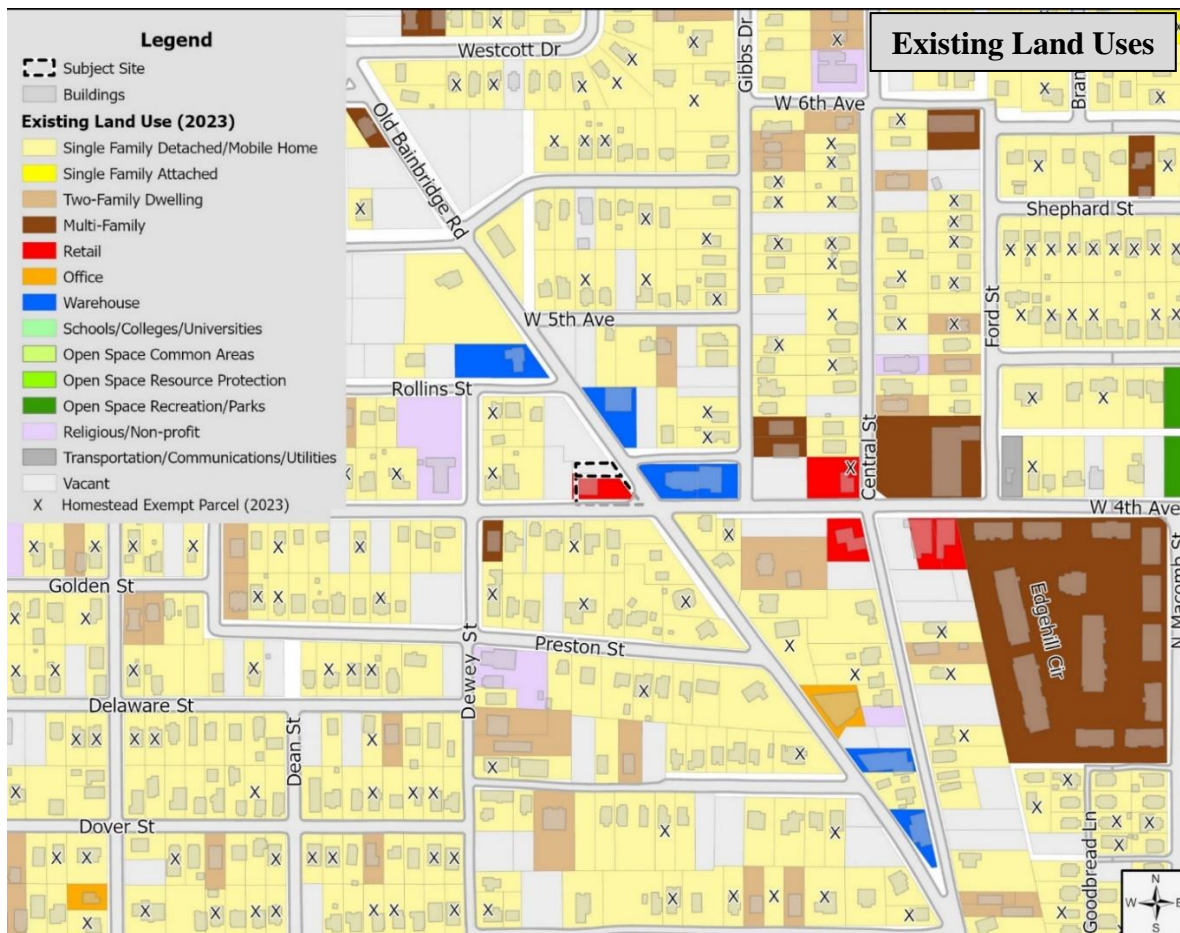 Existing Land Uses
Legend
Subject Site
Buildings
Existing Land Use (2023)
Single Family Detached/Mobile Home
Single Family Attached
Two-Family Dwelling
Multi-Family
Retail
Office
Warehouse
Schools/Colleges/Universities
Open Space Common Areas
Open Space Resource Protection
Open Space Recreation/Parks
Religious/Non-profit
Transportation/Communications/Utilities
Vacant
X Homestead Exempt Parcel (2023)
Westcott Dr
Gibbs Dr
W 6th Ave
Bran
Old Bainbridge Rd
Shephard St
Ford St
W 5th Ave
Rollins St
Central St
W 4th Ave
Golden St
Edgehill Cir
N Macomb St
Preston St
Dewey St
Delaware St
Dean St
Dover St
Goodbread Ln
N
W E
S